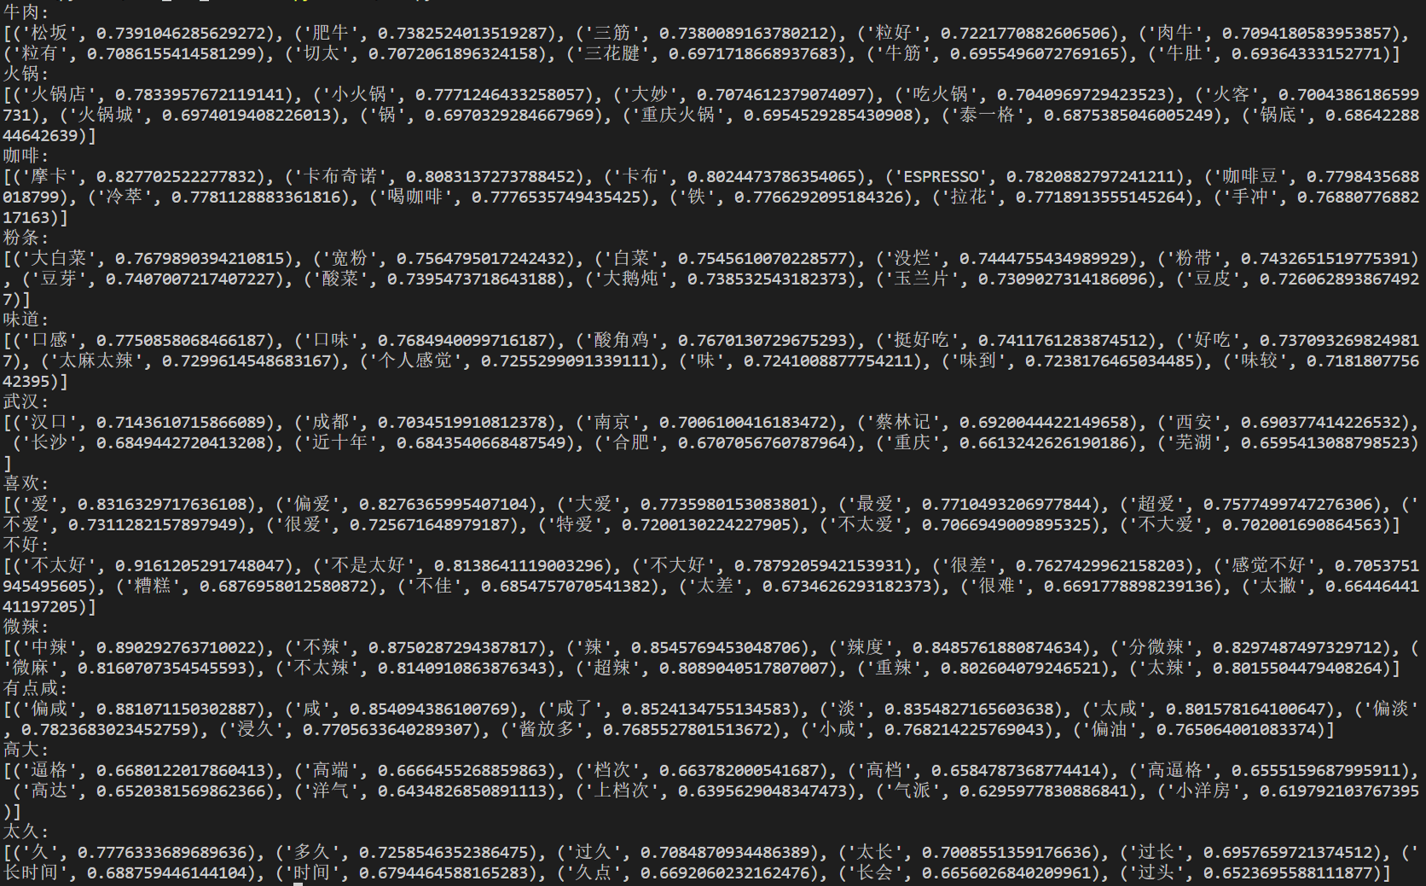 牛肉:
[('松坂', 0.7391046285629272), ('肥牛', 0.7382524013519287), ('三筋', 0.7380089163780212), ('粒好', 0.7221770882606506), ('肉牛', 0.7094180583953857),
('粒有', 0.7086155414581299), ('切太', 0.7072061896324158), ('三花腱', 0.6971718668937683), ('牛筋', 0.6955496072769165), ('牛肚', 0.69364333152771)]
火锅:
[('火锅店', 0.7833957672119141), ('小火锅', 0.7771246433258057), ('大妙', 0.7074612379074097), ('吃火锅', 0.7040969729423523), ('火客', 0.7004386186599
731), ('火锅城', 0.6974019408226013), ('锅', 0.6970329284667969), ('重庆火锅', 0.6954529285430908), ('泰一格', 0.6875385046005249), ('锅底', 0.68642288
44642639)]
咖啡:
[('摩卡', 0.827702522277832), ('卡布奇诺', 0.8083137273788452), ('卡布', 0.8024473786354065), ('ESPRESSO', 0.7820882797241211), ('咖啡豆', 0.7798435688
018799), ('冷萃', 0.7781128883361816), ('喝咖啡', 0.7776535749435425), ('铁', 0.7766292095184326), ('拉花', 0.7718913555145264), ('手冲', 0.76880776882
17163)]
粉条:
[('大白菜', 0.7679890394210815), ('宽粉', 0.7564795017242432), ('白菜', 0.7545610070228577), ('没烂', 0.7444755434989929), ('粉带', 0.7432651519775391)
, ('豆芽', 0.7407007217407227), ('酸菜', 0.7395473718643188), ('大鹅炖', 0.7385325431823730), ('玉兰片', 0.7309027314186096), ('豆皮', 0.726062893867492
7)]
味道:
[('口感', 0.7750858068466187), ('口味', 0.7684940099716187), ('酸角鸡', 0.7670130729675293), ('挺好吃', 0.7411761283874512), ('好吃', 0.737093269824981
7), ('太麻太辣', 0.7299614548683167), ('个人感觉', 0.7255299091339111), ('味', 0.7241008877754211), ('味到', 0.7238176465034485), ('味较', 0.7181807756
42395)]
武汉:
[('汉口', 0.7143610715866089), ('成都', 0.7034519910812378), ('南京', 0.7006100416183472), ('蔡林记', 0.6920044422149658), ('西安', 0.690377414226532),
('长沙', 0.6849442720413208), ('近十年', 0.6843540668487549), ('合肥', 0.6707056760787964), ('重庆', 0.6613242626190186), ('芜湖', 0.6595413088798523)
]
喜欢:
[('爱', 0.8316329717636108), ('偏爱', 0.8276365995407104), ('大爱', 0.7735980153083801), ('最爱', 0.77104932069778​44), ('超爱', 0.7577499747276306), ('
不爱', 0.7311282157897949), ('很爱', 0.725671648979187), ('特爱', 0.7200130224227905), ('不太爱', 0.7066949009895325), ('不大爱', 0.702001690864563)]
不好:
[('不太好', 0.9161205291748047), ('不是太好', 0.8138641119003296), ('不大好', 0.7879205942153931), ('很差', 0.7627429962158203), ('感觉不好', 0.7053751
945495605), ('糟糕', 0.6876958012580872), ('不佳', 0.6854757070541382), ('太差', 0.6734626293182373), ('很难', 0.6691778898239136), ('太撇', 0.66446441
41197205)]
微辣:
[('中辣', 0.890292763710022), ('不辣', 0.8750287294387817), ('辣', 0.8545769453048706), ('辣度', 0.8485761880874634), ('分微辣', 0.8297487497329712), ('
'微麻', 0.8160707354545593), ('不太辣', 0.8140910863876343), ('超辣', 0.8089040517807007), ('重辣', 0.802604079246521), ('太辣', 0.8015504479408264)]
有点咸:
[('偏咸', 0.881071150302887), ('咸', 0.854094386100769), ('咸了', 0.8524134755134583), ('淡', 0.8354827165603638), ('太咸', 0.801578164100647), ('偏淡'
, 0.7823683023452759), ('浸久', 0.7705633640289307), ('酱放多', 0.7685527801513672), ('小咸', 0.768214225769043), ('偏油', 0.765064001083374)]
高大:
[('逼格', 0.6680122017860413), ('高端', 0.6666455268859863), ('档次', 0.663782000541687), ('高档', 0.6584787368774414), ('高逼格', 0.6555159687995911),
('高达', 0.6520381569862366), ('洋气', 0.6434826850891113), ('上档次', 0.6395629048347473), ('气派', 0.6295977830886841), ('小洋房', 0.619792103767395
)]
太久:
[('久', 0.7776333689689636), ('多久', 0.7258546352386475), ('过久', 0.7084870934486389), ('太长', 0.7008551359176636), ('过长', 0.6957659721374512), ('
长时间', 0.688759446144104), ('时间', 0.6794464588165283), ('久点', 0.6692060232162476), ('长会', 0.6656026840209961), ('过头', 0.6523695588111877)]